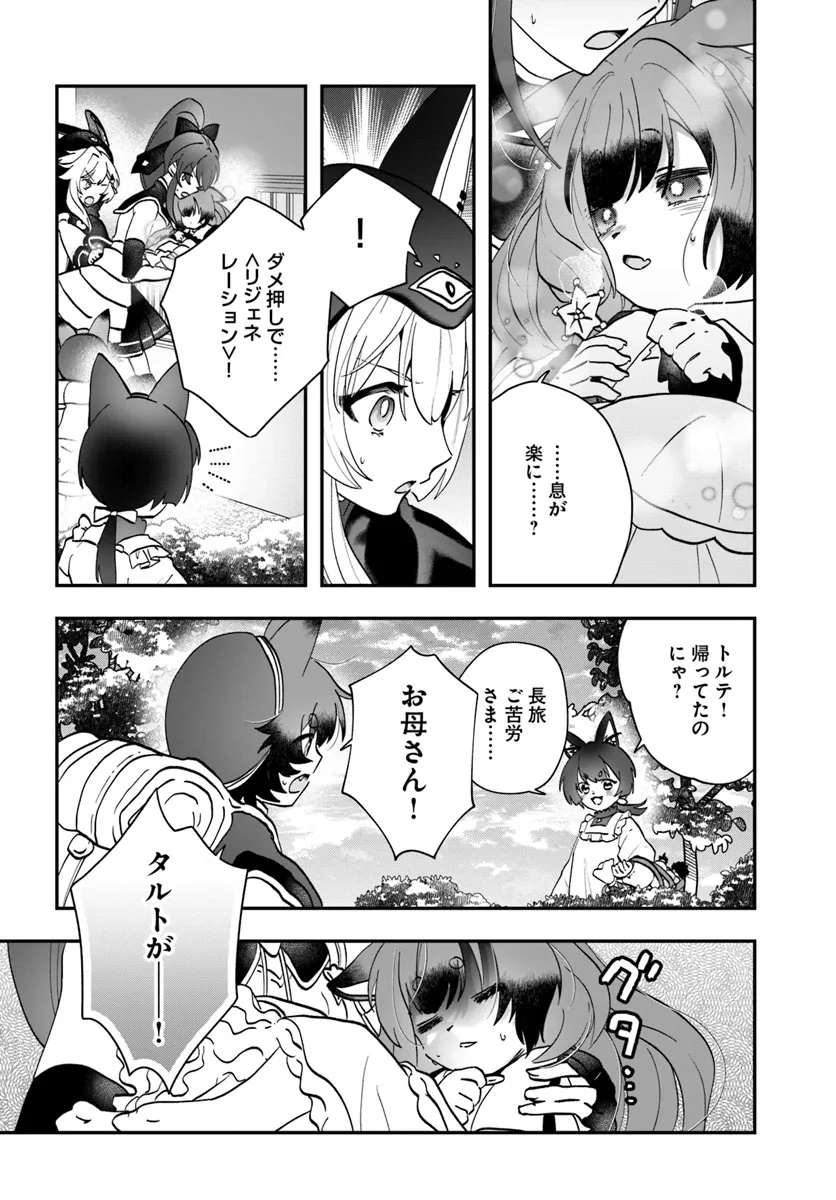 ……息が
楽に……？
！
ダメ押しで……
＜リジェネ
レーション＞！
トルテ！
帰ってたの
にゃ？
長旅
ご苦労
さま……
お母さん！
タルトが――！
グタ…